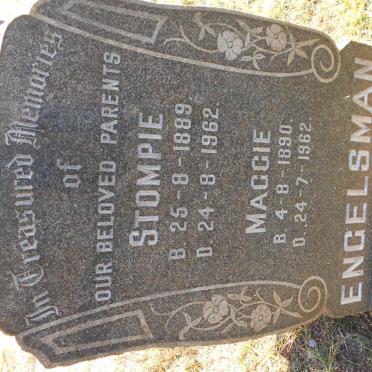 In Treasured Memories
of
OUR BELOVED PARENTS
STOMPIE
B. 25-8-1889
D. 24-8-1962.
MAGGIE
B. 4-8-1890.
D. 24-7-1982.
ENGELSMAN